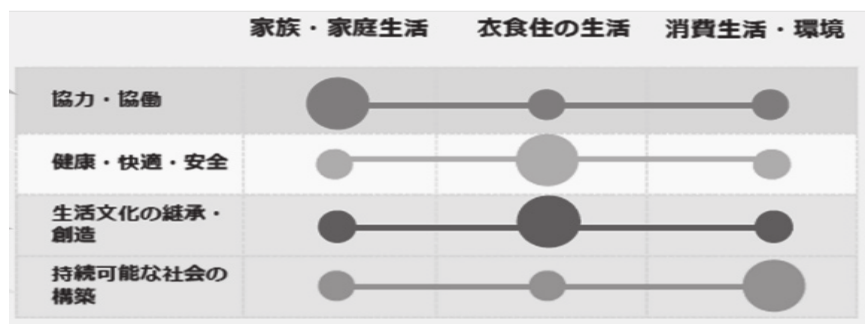 家族・家庭生活 衣食住の生活 消費生活・環境
協力・協働
健康・快適・安全
生活文化の継承・
創造
持続可能な社会の
構築